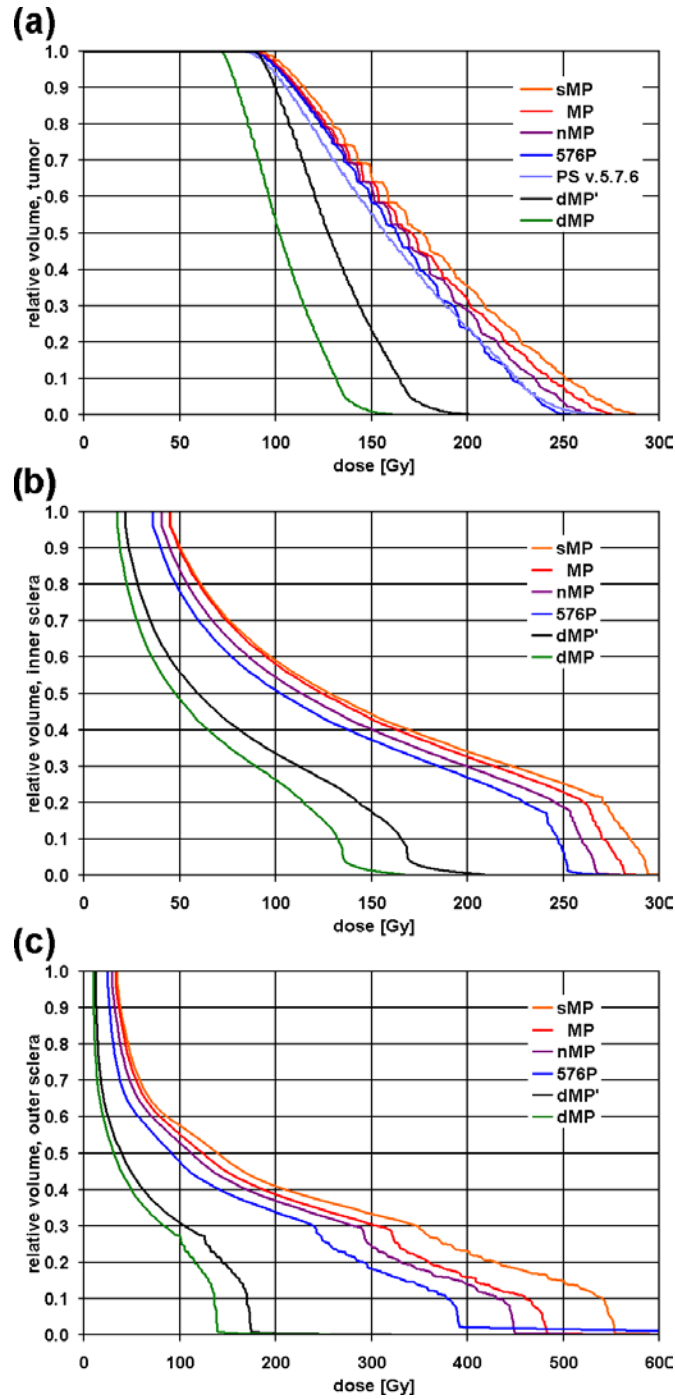 (a)
relative volume, tumor
1.0
0.9
0.8
0.7
0.6
0.5
0.4
0.3
0.2
0.1
0.0
sMP
MP
nMP
576P
PS v.5.7.6
dMP'
dMP
0 50 100 150 200 250 300
dose [Gy]
(b)
relative volume, inner sclera
1.0
0.9
0.8
0.7
0.6
0.5
0.4
0.3
0.2
0.1
0.0
sMP
MP
nMP
576P
dMP'
dMP
0 50 100 150 200 250 300
dose [Gy]
(c)
relative volume, outer sclera
1.0
0.9
0.8
0.7
0.6
0.5
0.4
0.3
0.2
0.1
0.0
sMP
MP
nMP
576P
dMP'
dMP
0 100 200 300 400 500 600
dose [Gy]